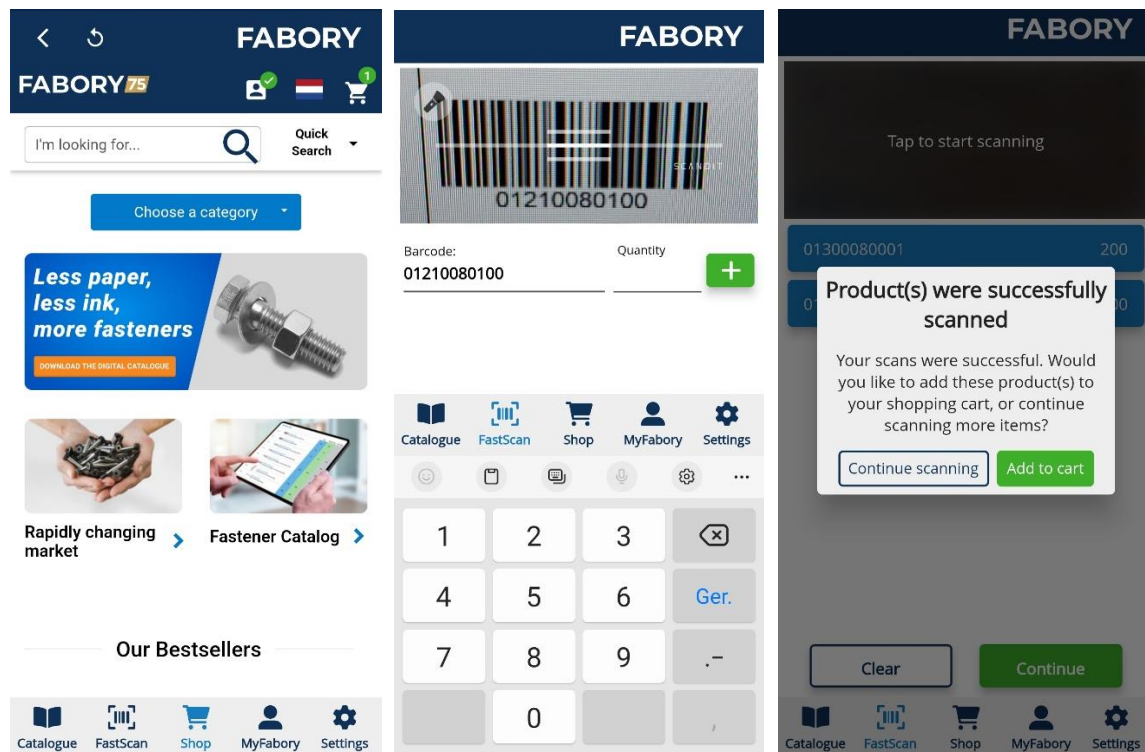 FABORY
FABORY 75
1
I'm looking for...
Quick
Search
Choose a category
Less paper,
less ink,
more fasteners
DOWNLOAD THE DIGITAL CATALOGUE
Rapidly changing
market
Fastener Catalog
Our Bestsellers
Catalogue FastScan Shop MyFabory Settings
FABORY
SCANDIT
01210080100
Barcode:
Quantity
01210080100
+
Catalogue FastScan Shop MyFabory Settings
1 2 3
4 5 6 Ger.
7 8 9 .-
0 ,
FABORY
Tap to start scanning
01300080001 200
Product(s) were successfully
scanned
Your scans were successful. Would
you like to add these product(s) to
your shopping cart, or continue
scanning more items?
Continue scanning Add to cart
Clear Continue
Catalogue FastScan Shop MyFabory Settings